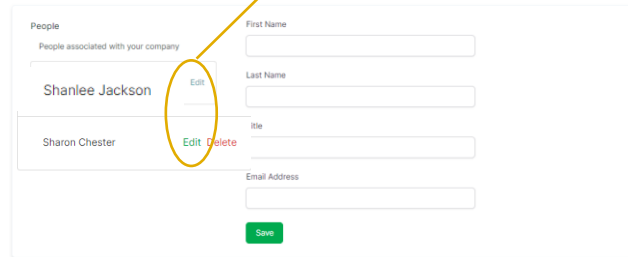 People
People associated with your company
Shanlee Jackson Edit
Sharon Chester Edit Delete
First Name
Last Name
itle
Email Address
Save